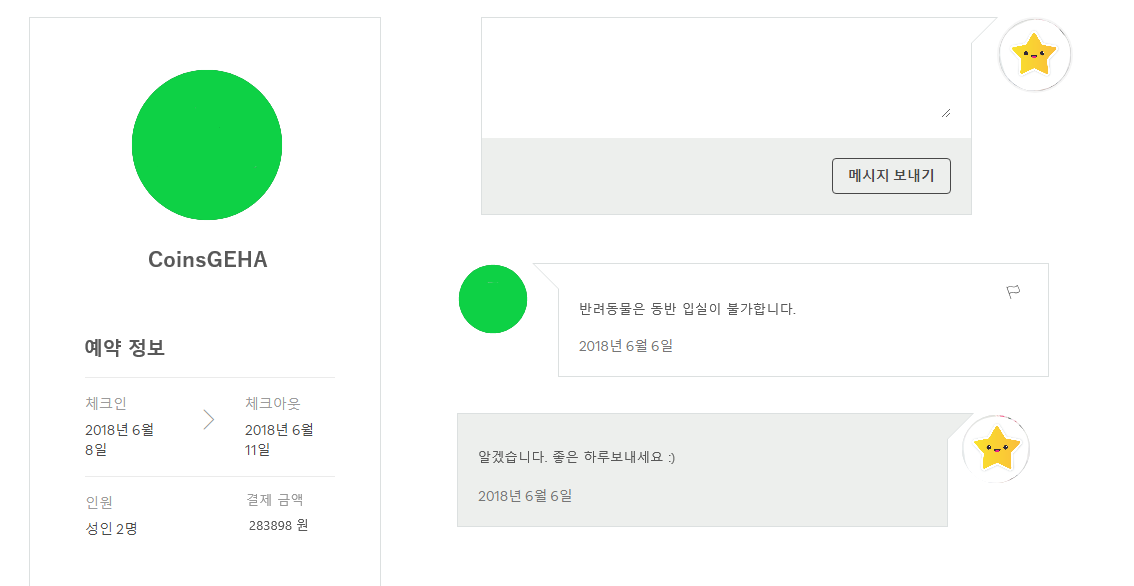 CoinsGEHA
예약 정보
체크인
2018년 6월
8일
체크아웃
2018년 6월
11일
인원
성인 2명
결제 금액
283898 원
메시지 보내기
반려동물은 동반 입실이 불가합니다.
2018년 6월 6일
알겠습니다. 좋은 하루보내세요 :)
2018년 6월 6일